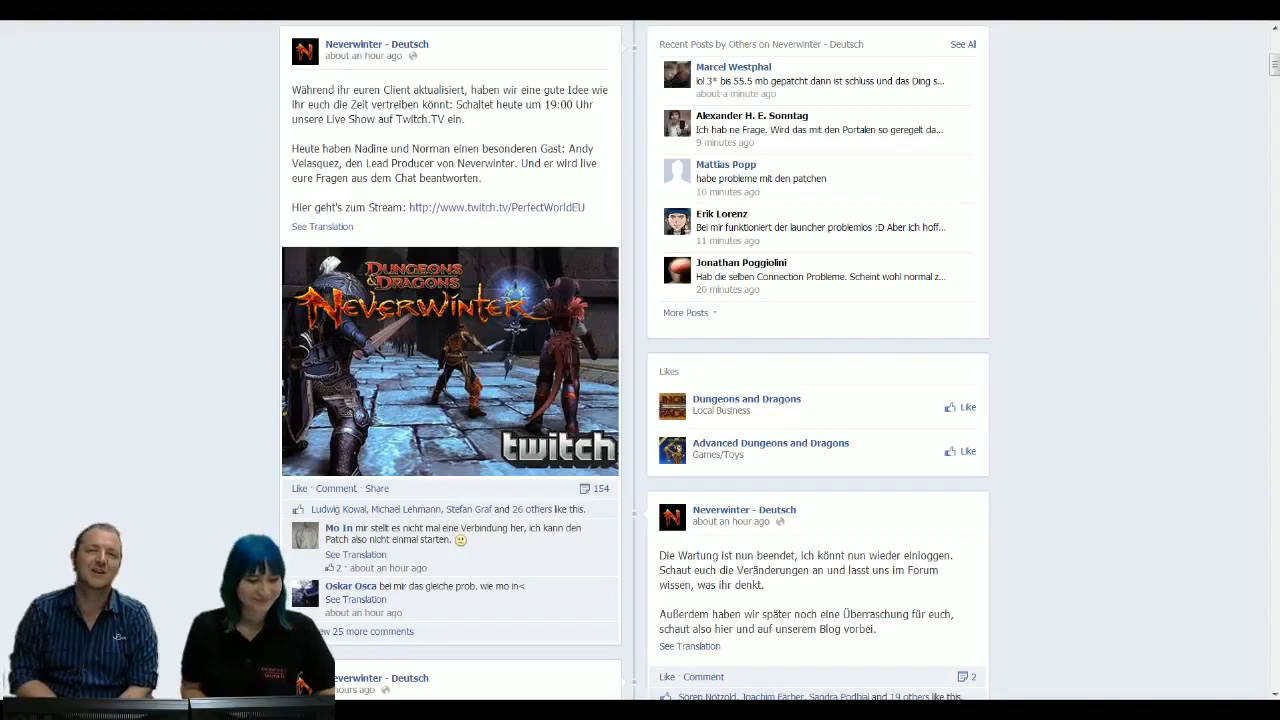 Neverwinter - Deutsch
about an hour ago
Während ihr euren Client aktualisiert, haben wir eine gute Idee wie
ihr euch die Zeit vertreiben könnt: Schaltet heute um 19:00 Uhr
unsere Live Show auf Twitch.TV ein.
Heute haben Nadine und Norman einen besonderen Gast: Andy
Velasquez, den Lead Producer von Neverwinter. Und er wird live
eure Fragen aus dem Chat beantworten.
Hier geht's zum Stream: http://www.twitch.tv/PerfectWorldEU
See Translation
DUNGEONS
& DRAGONS
NEVERWINTER
twitch
Like · Comment · Share
154
Ludwig Kowal, Michael Lehmann, Stefan Graf and 26 others like this.
Mo In mir stellt es nicht mal eine Verbindung her, ich kann den
Patch also nicht einmal starten.
See Translation
2 · about an hour ago
Oskar Osca bei mir das gleiche prob. wie mo in<
See Translation
about an hour ago
25 more comments
Neverwinter - Deutsch
hours ago
Recent Posts by Others on Neverwinter - Deutsch
See All
Marcel Westphal
lol 3* bis 55.5 mb gepatcht dann ist schluss und das Ding s...
about a minute ago
Alexander H. E. Sonntag
Ich hab ne Frage. Wird das mit den Portalen so geregelt da...
9 minutes ago
Mattias Popp
habe probleme mit den patchen
10 minutes ago
Erik Lorenz
Bei mir funktioniert der launcher problemlos :D Aber ich hoff...
11 minutes ago
Jonathan Poggiolini
Hab die selben Connection Probleme. Scheint wohl normal z...
20 minutes ago
More Posts
Likes
Dungeons and Dragons
Local Business
Like
Advanced Dungeons and Dragons
Games/Toys
Like
Neverwinter - Deutsch
about an hour ago
Die Wartung ist nun beendet, ich könnt nun wieder einloggen.
Schaut euch die Veränderungen an und lasst uns im Forum
wissen, was ihr denkt.
Außerdem haben wir später noch eine Überraschung für euch,
schaut also hier und auf unserem Blog vorbei.
See Translation
Like · Comment
2
Sören Nötzold, Joachim Färber, Sandra Podhial and 19 others like this.